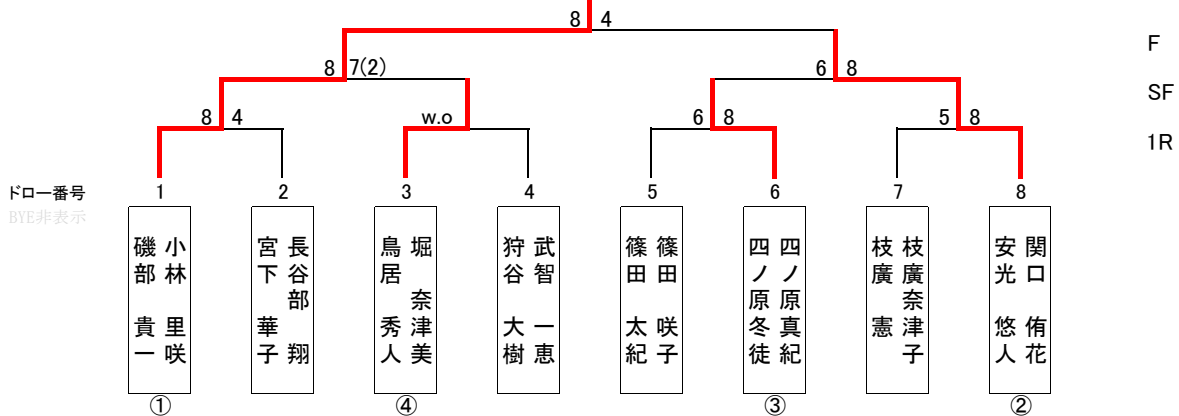 8 4
F
8 7(2)
6 8
SF
8 4
w.o
6 8
5 8
1R
ドロー番号 1 2 3 4 5 6 7 8
BYE非表示
小林 里咲
磯部 貴一
長谷部 翔
宮下 華子
堀 奈津美
鳥居 秀人
武智 一恵
狩谷 大樹
篠田 咲子
篠田 太紀
四ノ原真紀
四ノ原冬徒
枝廣奈津子
枝廣 憲
関口 侑花
安光 悠人
① ④ ③ ②